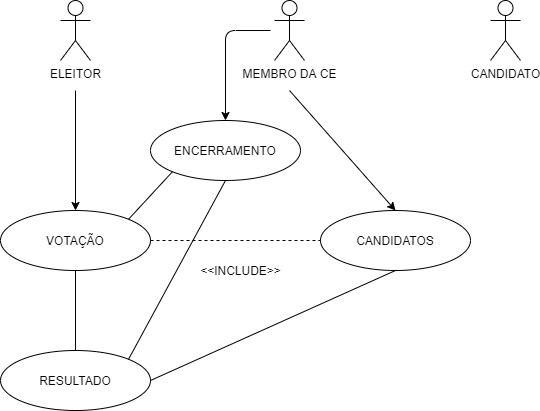 ELEITOR
MEMBRO DA CE
CANDIDATO
ENCERRAMENTO
VOTAÇÃO
CANDIDATOS
<<INCLUDE>>
RESULTADO